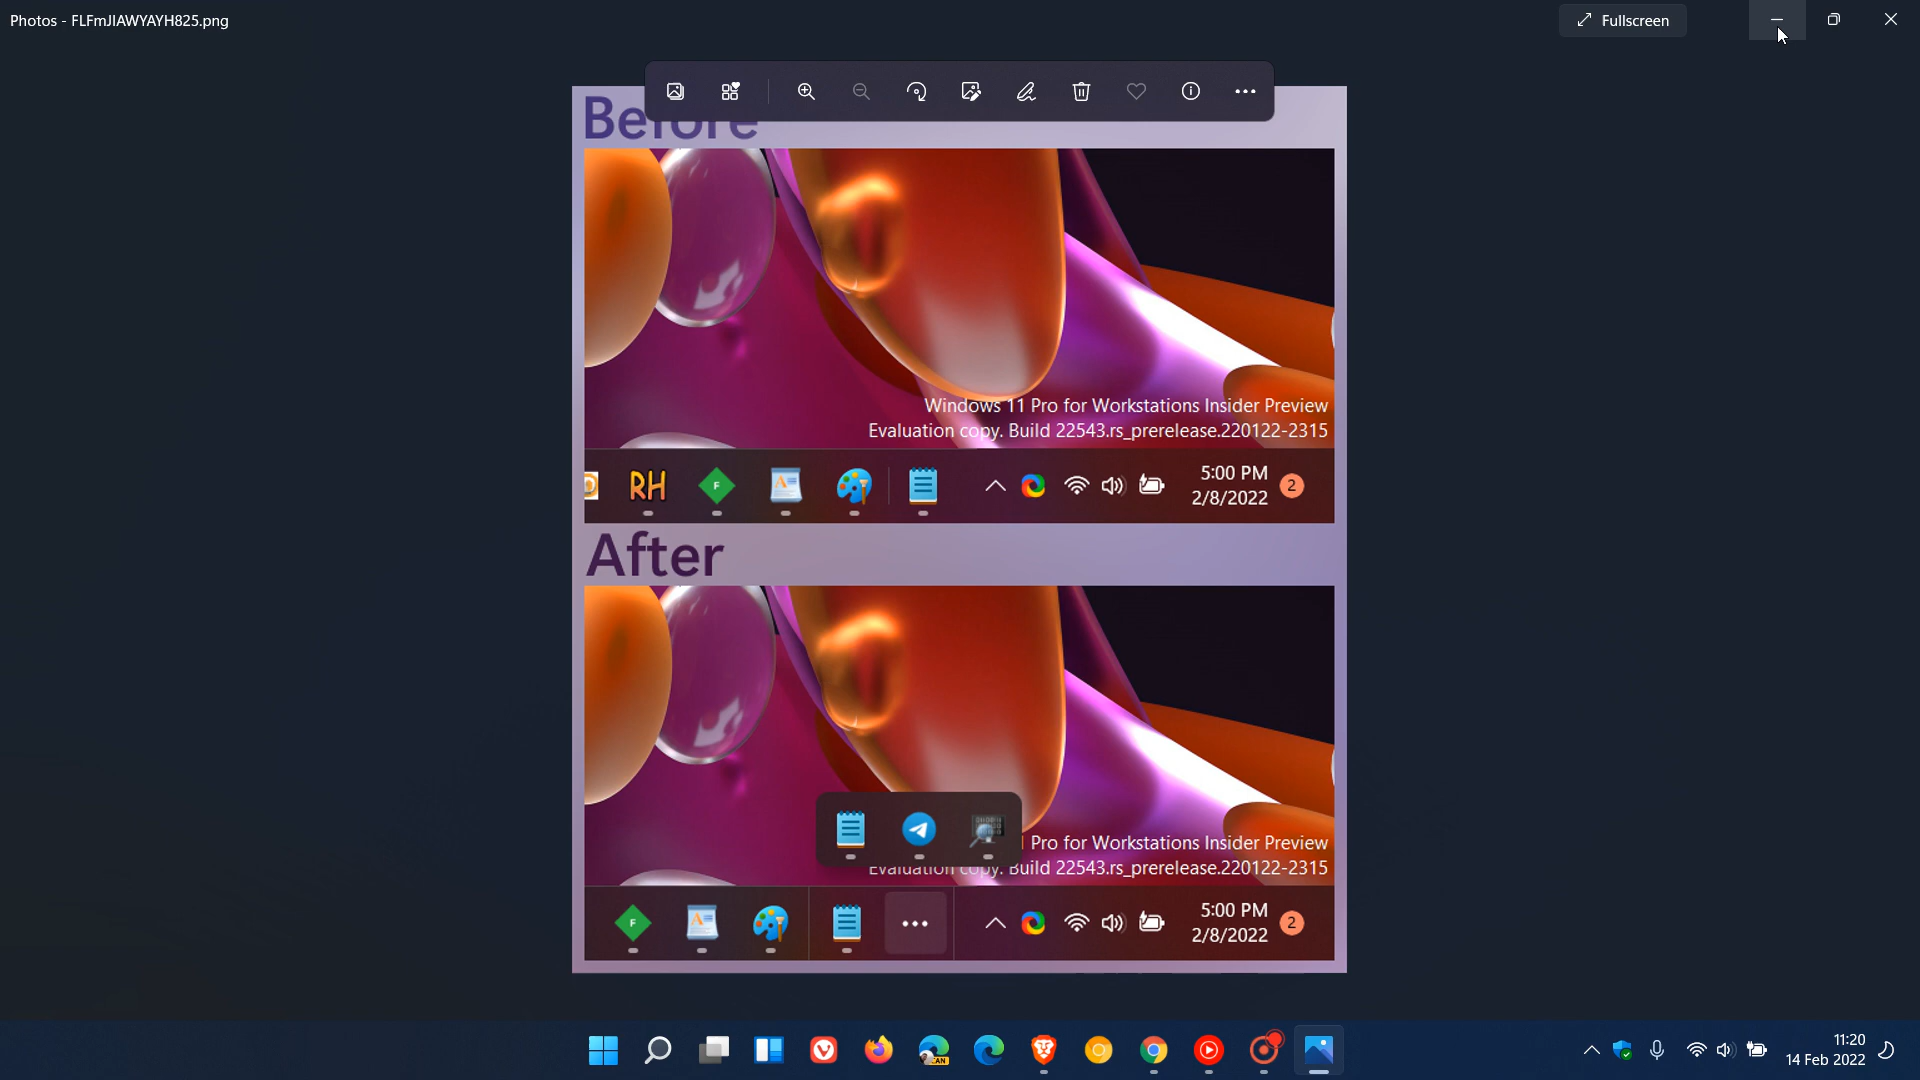 Photos - FLFmJIAWYAYH825.png
Fullscreen
Before
Windows 11 Pro for Workstations Insider Preview
Evaluation copy. Build 22543.rs_prerelease.220122-2315
RH
F
A
5:00 PM
2/8/2022
2
After
Pro for Workstations Insider Preview
Evaluation copy. Build 22543.rs_prerelease.220122-2315
F
A
5:00 PM
2/8/2022
2
CAN
11:20
14 Feb 2022